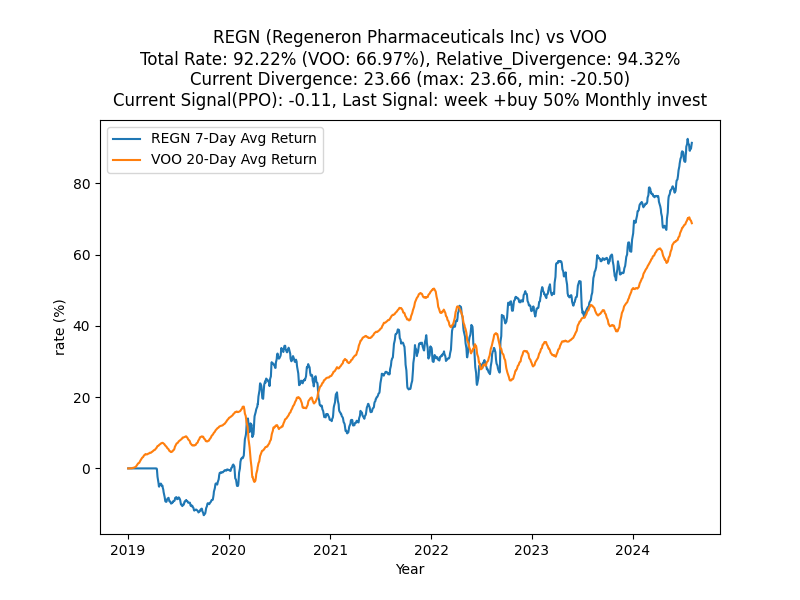 REGN (Regeneron Pharmaceuticals Inc) vs VOO
Total Rate: 92.22% (VOO: 66.97%), Relative_Divergence: 94.32%
Current Divergence: 23.66 (max: 23.66, min: -20.50)
Current Signal(PPO): -0.11, Last Signal: week +buy 50% Monthly invest
REGN 7-Day Avg Return
VOO 20-Day Avg Return
80
60
40
20
0
rate (%)
2019 2020 2021 2022 2023 2024
Year